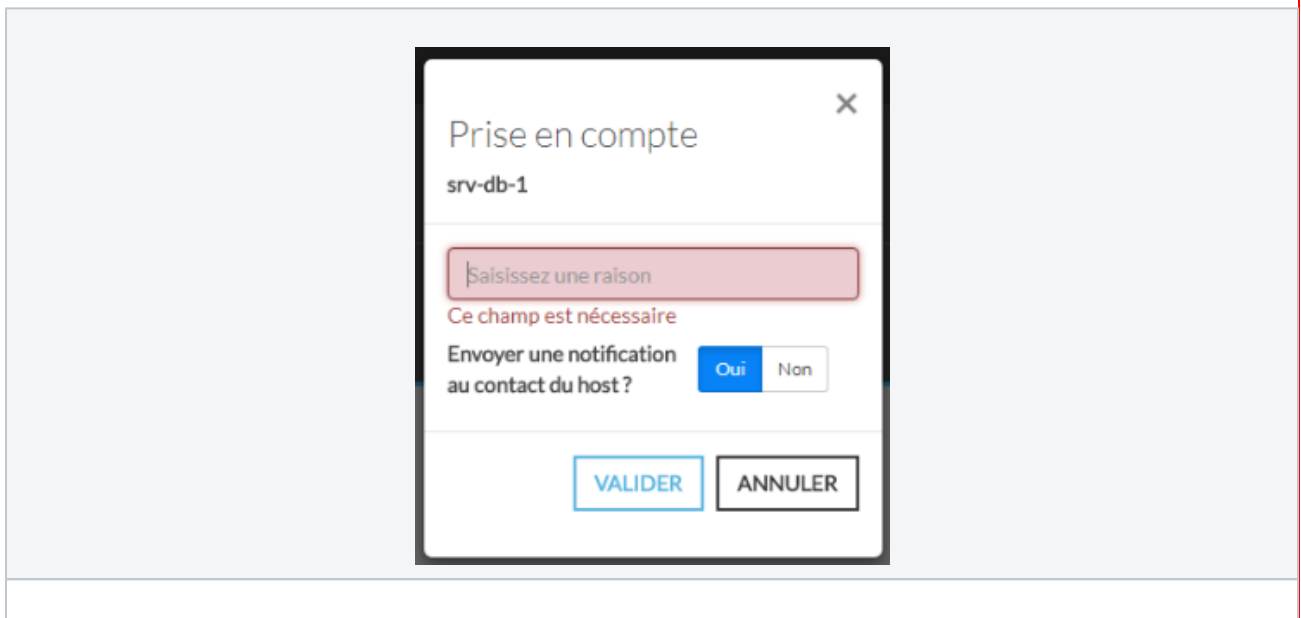 Prise en compte
srv-db-1
Saisissez une raison
Ce champ est nécessaire
Envoyer une notification
au contact du host ?
Oui Non
VALIDER ANNULER